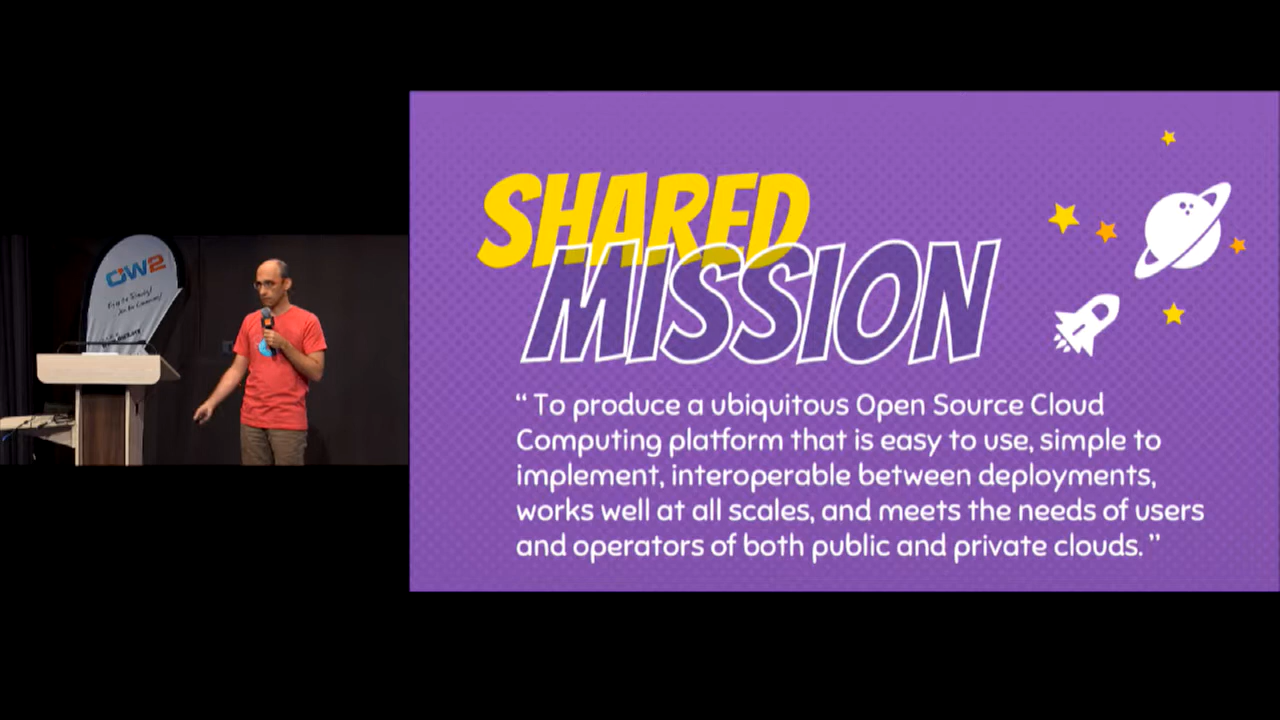 OW2
SHARED
MISSION
“ To produce a ubiquitous Open Source Cloud
Computing platform that is easy to use, simple to
implement, interoperable between deployments,
works well at all scales, and meets the needs of users
and operators of both public and private clouds. ”